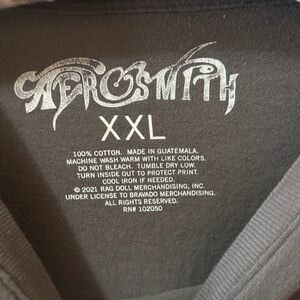 AEROSMITH
XXL
100% COTTON. MADE IN GUATEMALA.
MACHINE WASH WARM WITH LIKE COLORS.
DO NOT BLEACH. TUMBLE DRY LOW.
TURN INSIDE OUT TO PROTECT PRINT.
COOL IRON IF NEEDED.
© 2021 RAG DOLL MERCHANDISING, INC.
UNDER LICENSE TO BRAVADO MERCHANDISING.
ALL RIGHTS RESERVED.
RN# 102050